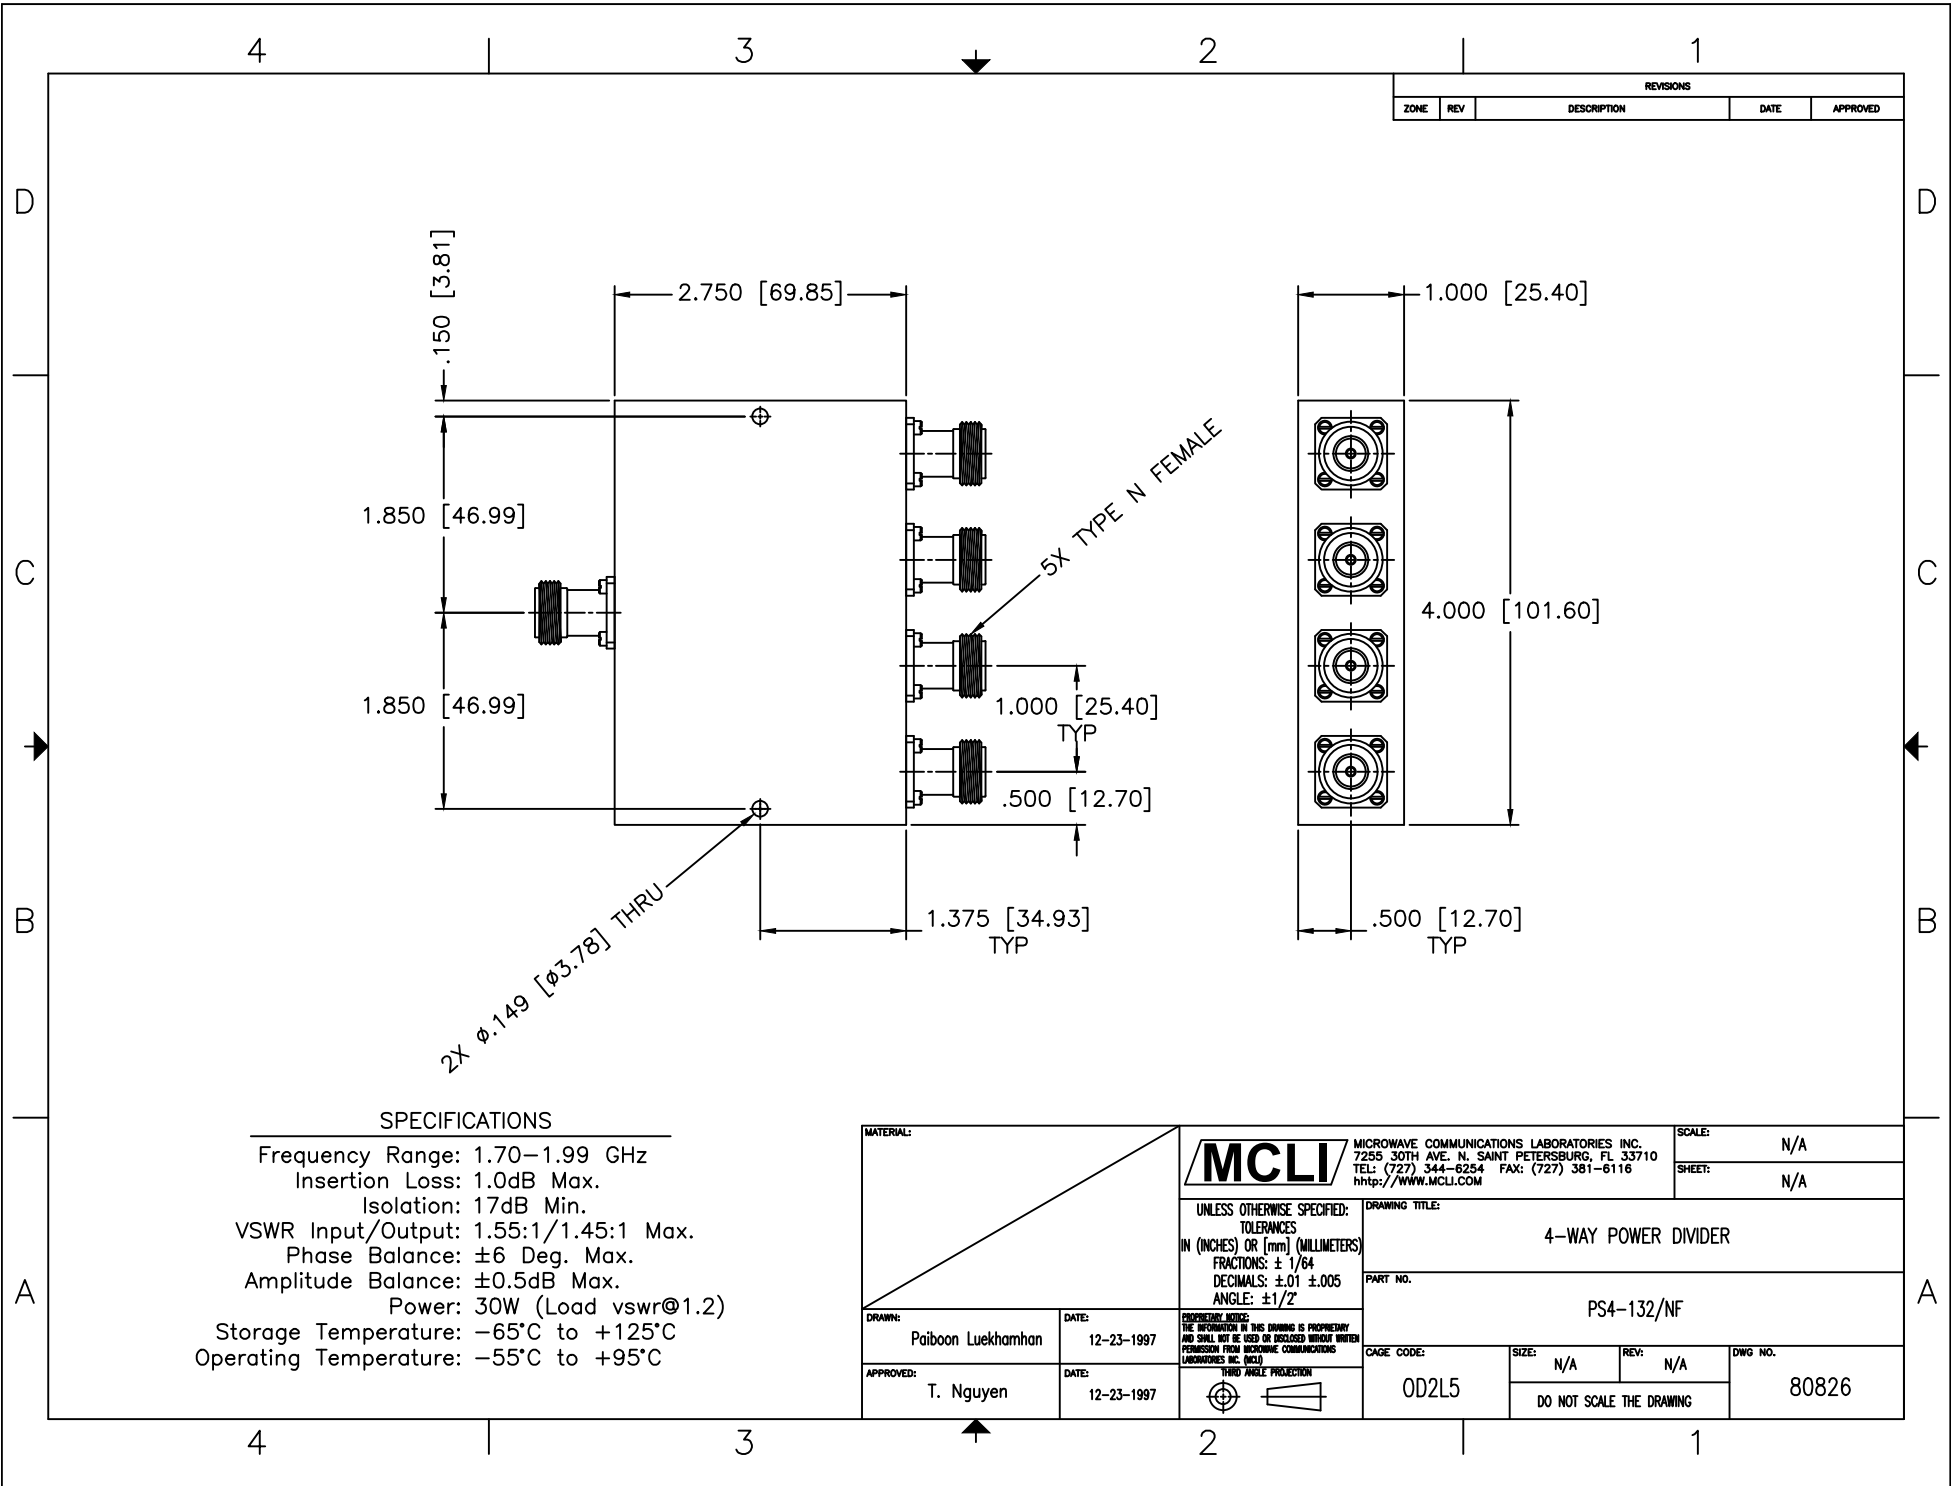 4 3 2 1
REVISIONS
ZONE REV DESCRIPTION DATE APPROVED
D D
.150 [3.81]
2.750 [69.85]
1.000 [25.40]
1.850 [46.99]
5X TYPE N FEMALE
C C
4.000 [101.60]
1.850 [46.99]
1.000 [25.40]
TYP
.500 [12.70]
2X ø.149 [ø3.78] THRU
1.375 [34.93]
TYP
.500 [12.70]
TYP
B B
SPECIFICATIONS
Frequency Range: 1.70-1.99 GHz
Insertion Loss: 1.0dB Max.
Isolation: 17dB Min.
VSWR Input/Output: 1.55:1/1.45:1 Max.
Phase Balance: ±6 Deg. Max.
Amplitude Balance: ±0.5dB Max.
Power: 30W (Load vswr@1.2)
Storage Temperature: -65°C to +125°C
Operating Temperature: -55°C to +95°C
A A
MATERIAL:
MCLI
MICROWAVE COMMUNICATIONS LABORATORIES INC.
7255 30TH AVE. N. SAINT PETERSBURG, FL 33710
TEL: (727) 344-6254 FAX: (727) 381-6116
hhtp://WWW.MCLI.COM
SCALE: N/A
SHEET: N/A
UNLESS OTHERWISE SPECIFIED:
TOLERANCES
IN (INCHES) OR [mm] (MILLIMETERS)
FRACTIONS: ± 1/64
DECIMALS: ±.01 ±.005
ANGLE: ±1/2°
DRAWING TITLE:
4-WAY POWER DIVIDER
PART NO.
PS4-132/NF
DRAWN:
Paiboon Luekhamhan
DATE:
12-23-1997
PROPRIETARY NOTICE:
THE INFORMATION IN THIS DRAWING IS PROPRIETARY
AND SHALL NOT BE USED OR DISCLOSED WITHOUT WRITTEN
PERMISSION FROM MICROWAVE COMMUNICATIONS
LABORATORIES INC. (MCLI)
APPROVED:
T. Nguyen
DATE:
12-23-1997
THIRD ANGLE PROJECTION
CAGE CODE:
0D2L5
SIZE: N/A
REV: N/A
DO NOT SCALE THE DRAWING
DWG NO.
80826
4 3 2 1